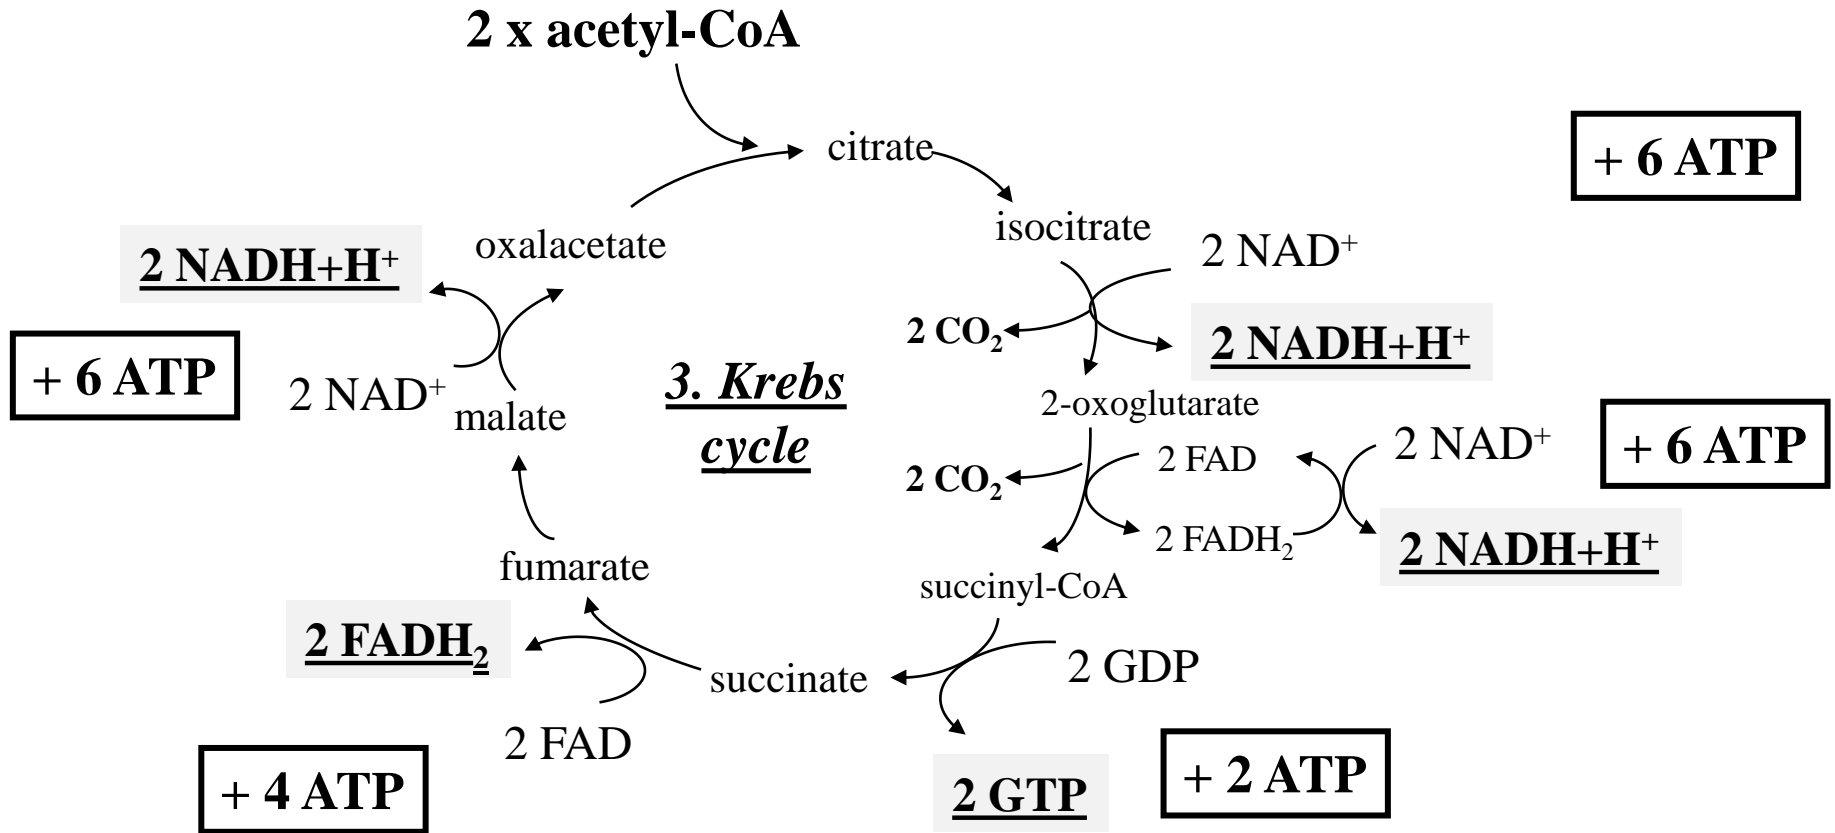 2 x acetyl-CoA
citrate
+ 6 ATP
isocitrate
2 NAD⁺
oxalacetate
2 NADH+H⁺
2 CO₂
2 NADH+H⁺
+ 6 ATP
2 NAD⁺
malate
3. Krebs
cycle
2-oxoglutarate
2 NAD⁺
+ 6 ATP
2 FAD
2 CO₂
2 FADH₂
2 NADH+H⁺
fumarate
succinyl-CoA
2 FADH₂
succinate
2 GDP
2 FAD
+ 4 ATP
2 GTP
+ 2 ATP